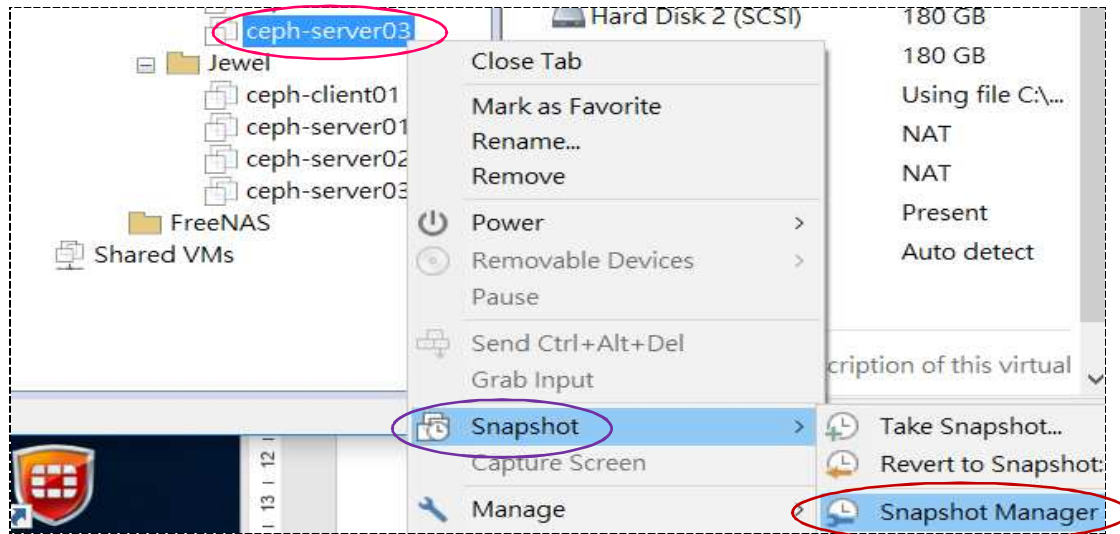 ceph-server03
Jewel
ceph-client01
ceph-server01
ceph-server02
ceph-server03
FreeNAS
Shared VMs
Hard Disk 2 (SCSI) 180 GB
180 GB
Using file C:\...
NAT
NAT
Present
Auto detect
cription of this virtual
Close Tab
Mark as Favorite
Rename...
Remove
Power >
Removable Devices >
Pause
Send Ctrl+Alt+Del
Grab Input
Snapshot >
Capture Screen
Manage >
Take Snapshot...
Revert to Snapshot:
Snapshot Manager
12
13